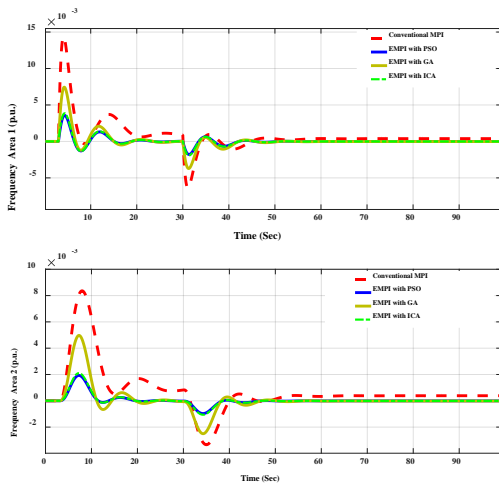 × 10⁻³
15
10
5
0
-5
Frequency Area 1 (p.u.)
Conventional MPI
EMPI with PSO
EMPI with GA
EMPI with ICA
10 20 30 40 50 60 70 80 90
Time (Sec)
× 10⁻³
10
8
6
4
2
0
-2
Frequency Area 2 (p.u.)
Conventional MPI
EMPI with PSO
EMPI with GA
EMPI with ICA
0 10 20 30 40 50 60 70 80 90
Time (Sec)